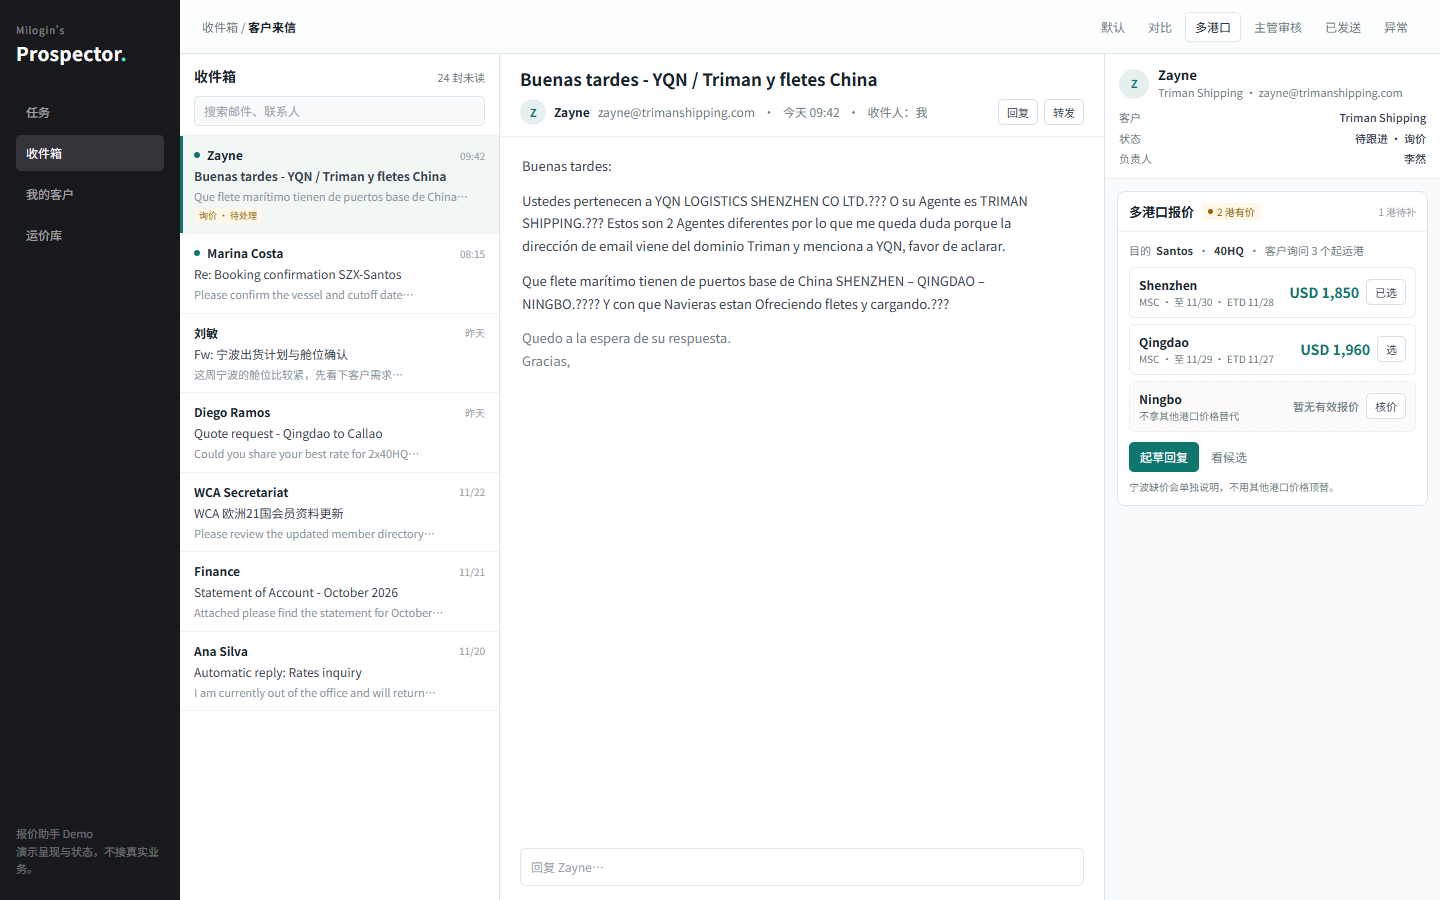 Milogin's
Prospector.
任务
收件箱
我的客户
运价库
报价助手 Demo
演示呈现与状态，不接真实业
务。
收件箱 / 客户来信
默认
对比
多港口
主管审核
已发送
异常
收件箱
24 封未读
搜索邮件、联系人
Zayne 09:42
Buenas tardes - YQN / Triman y fletes China
Que flete marítimo tienen de puertos base de China···
询价 · 待处理
Marina Costa 08:15
Re: Booking confirmation SZX-Santos
Please confirm the vessel and cutoff date···
刘敏 昨天
Fw: 宁波出货计划与舱位确认
这周宁波的舱位比较紧，先看下客户需求···
Diego Ramos 昨天
Quote request - Qingdao to Callao
Could you share your best rate for 2x40HQ···
WCA Secretariat 11/22
WCA 欧洲21国会员资料更新
Please review the updated member directory···
Finance 11/21
Statement of Account - October 2026
Attached please find the statement for October···
Ana Silva 11/20
Automatic reply: Rates inquiry
I am currently out of the office and will return···
Buenas tardes - YQN / Triman y fletes China
Z Zayne zayne@trimanshipping.com · 今天 09:42 · 收件人：我
回复
转发
Buenas tardes:
Ustedes pertenecen a YQN LOGISTICS SHENZHEN CO LTD.??? O su Agente es TRIMAN
SHIPPING.??? Estos son 2 Agentes diferentes por lo que me queda duda porque la
dirección de email viene del dominio Triman y menciona a YQN, favor de aclarar.
Que flete marítimo tienen de puertos base de China SHENZHEN – QINGDAO –
NINGBO.???? Y con que Navieras estan Ofreciendo fletes y cargando.???
Quedo a la espera de su respuesta.
Gracias,
回复 Zayne···
Z
Zayne
Triman Shipping · zayne@trimanshipping.com
客户 Triman Shipping
状态 待跟进 · 询价
负责人 李然
多港口报价 2 港有价 1 港待补
目的 Santos · 40HQ · 客户询问 3 个起运港
Shenzhen
MSC · 至 11/30 · ETD 11/28
USD 1,850 已选
Qingdao
MSC · 至 11/29 · ETD 11/27
USD 1,960 选
Ningbo
不拿其他港口价格替代
暂无有效报价 核价
起草回复 看候选
宁波缺价会单独说明，不用其他港口价格顶替。